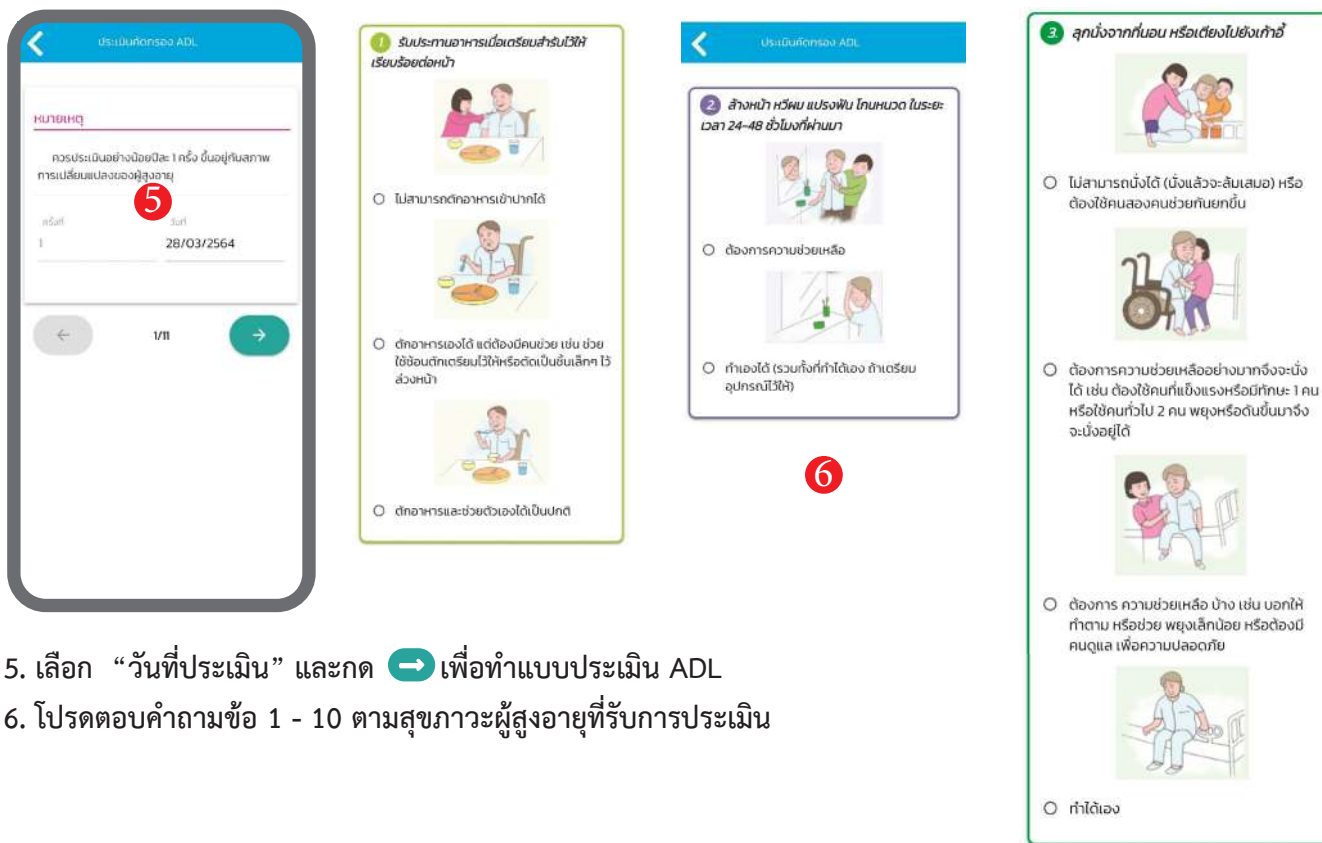 ประเมินคัดกรอง ADL
หมายเหตุ
ควรประเมินอย่างน้อยปีละ 1 ครั้ง ขึ้นอยู่กับสภาพ
การเปลี่ยนแปลงของผู้สูงอายุ
5
ครั้งที่
วันที่
1
28/03/2564
1/11
1 รับประทานอาหารเมื่อเตรียมสำรับไว้ให้
เรียบร้อยต่อหน้า
ไม่สามารถตักอาหารเข้าปากได้
ตักอาหารเองได้ แต่ต้องมีคนช่วย เช่น ช่วย
ใช้ช้อนตักเตรียมไว้ให้หรือตัดเป็นชิ้นเล็กๆ ไว้
ล่วงหน้า
ตักอาหารและช่วยตัวเองได้เป็นปกติ
ประเมินคัดกรอง ADL
2 ล้างหน้า หวีผม แปรงฟัน โกนหนวด ในระยะ
เวลา 24-48 ชั่วโมงที่ผ่านมา
ต้องการความช่วยเหลือ
ทำเองได้ (รวมทั้งที่ทำได้เอง ถ้าเตรียม
อุปกรณ์ไว้ให้)
6
3. ลุกนั่งจากที่นอน หรือเตียงไปยังเก้าอี้
ไม่สามารถนั่งได้ (นั่งแล้วจะล้มเสมอ) หรือ
ต้องใช้คนสองคนช่วยกันยกขึ้น
ต้องการความช่วยเหลืออย่างมากจึงจะนั่ง
ได้ เช่น ต้องใช้คนที่แข็งแรงหรือมีทักษะ 1 คน
หรือใช้คนทั่วไป 2 คน พยุงหรือดันขึ้นมาจึง
จะนั่งอยู่ได้
ต้องการ ความช่วยเหลือ บ้าง เช่น บอกให้
ทำตาม หรือช่วย พยุงเล็กน้อย หรือต้องมี
คนดูแล เพื่อความปลอดภัย
ทำได้เอง
5. เลือก “วันที่ประเมิน” และกด เพื่อทำแบบประเมิน ADL
6. โปรดตอบคำถามข้อ 1 - 10 ตามสุขภาวะผู้สูงอายุที่รับการประเมิน